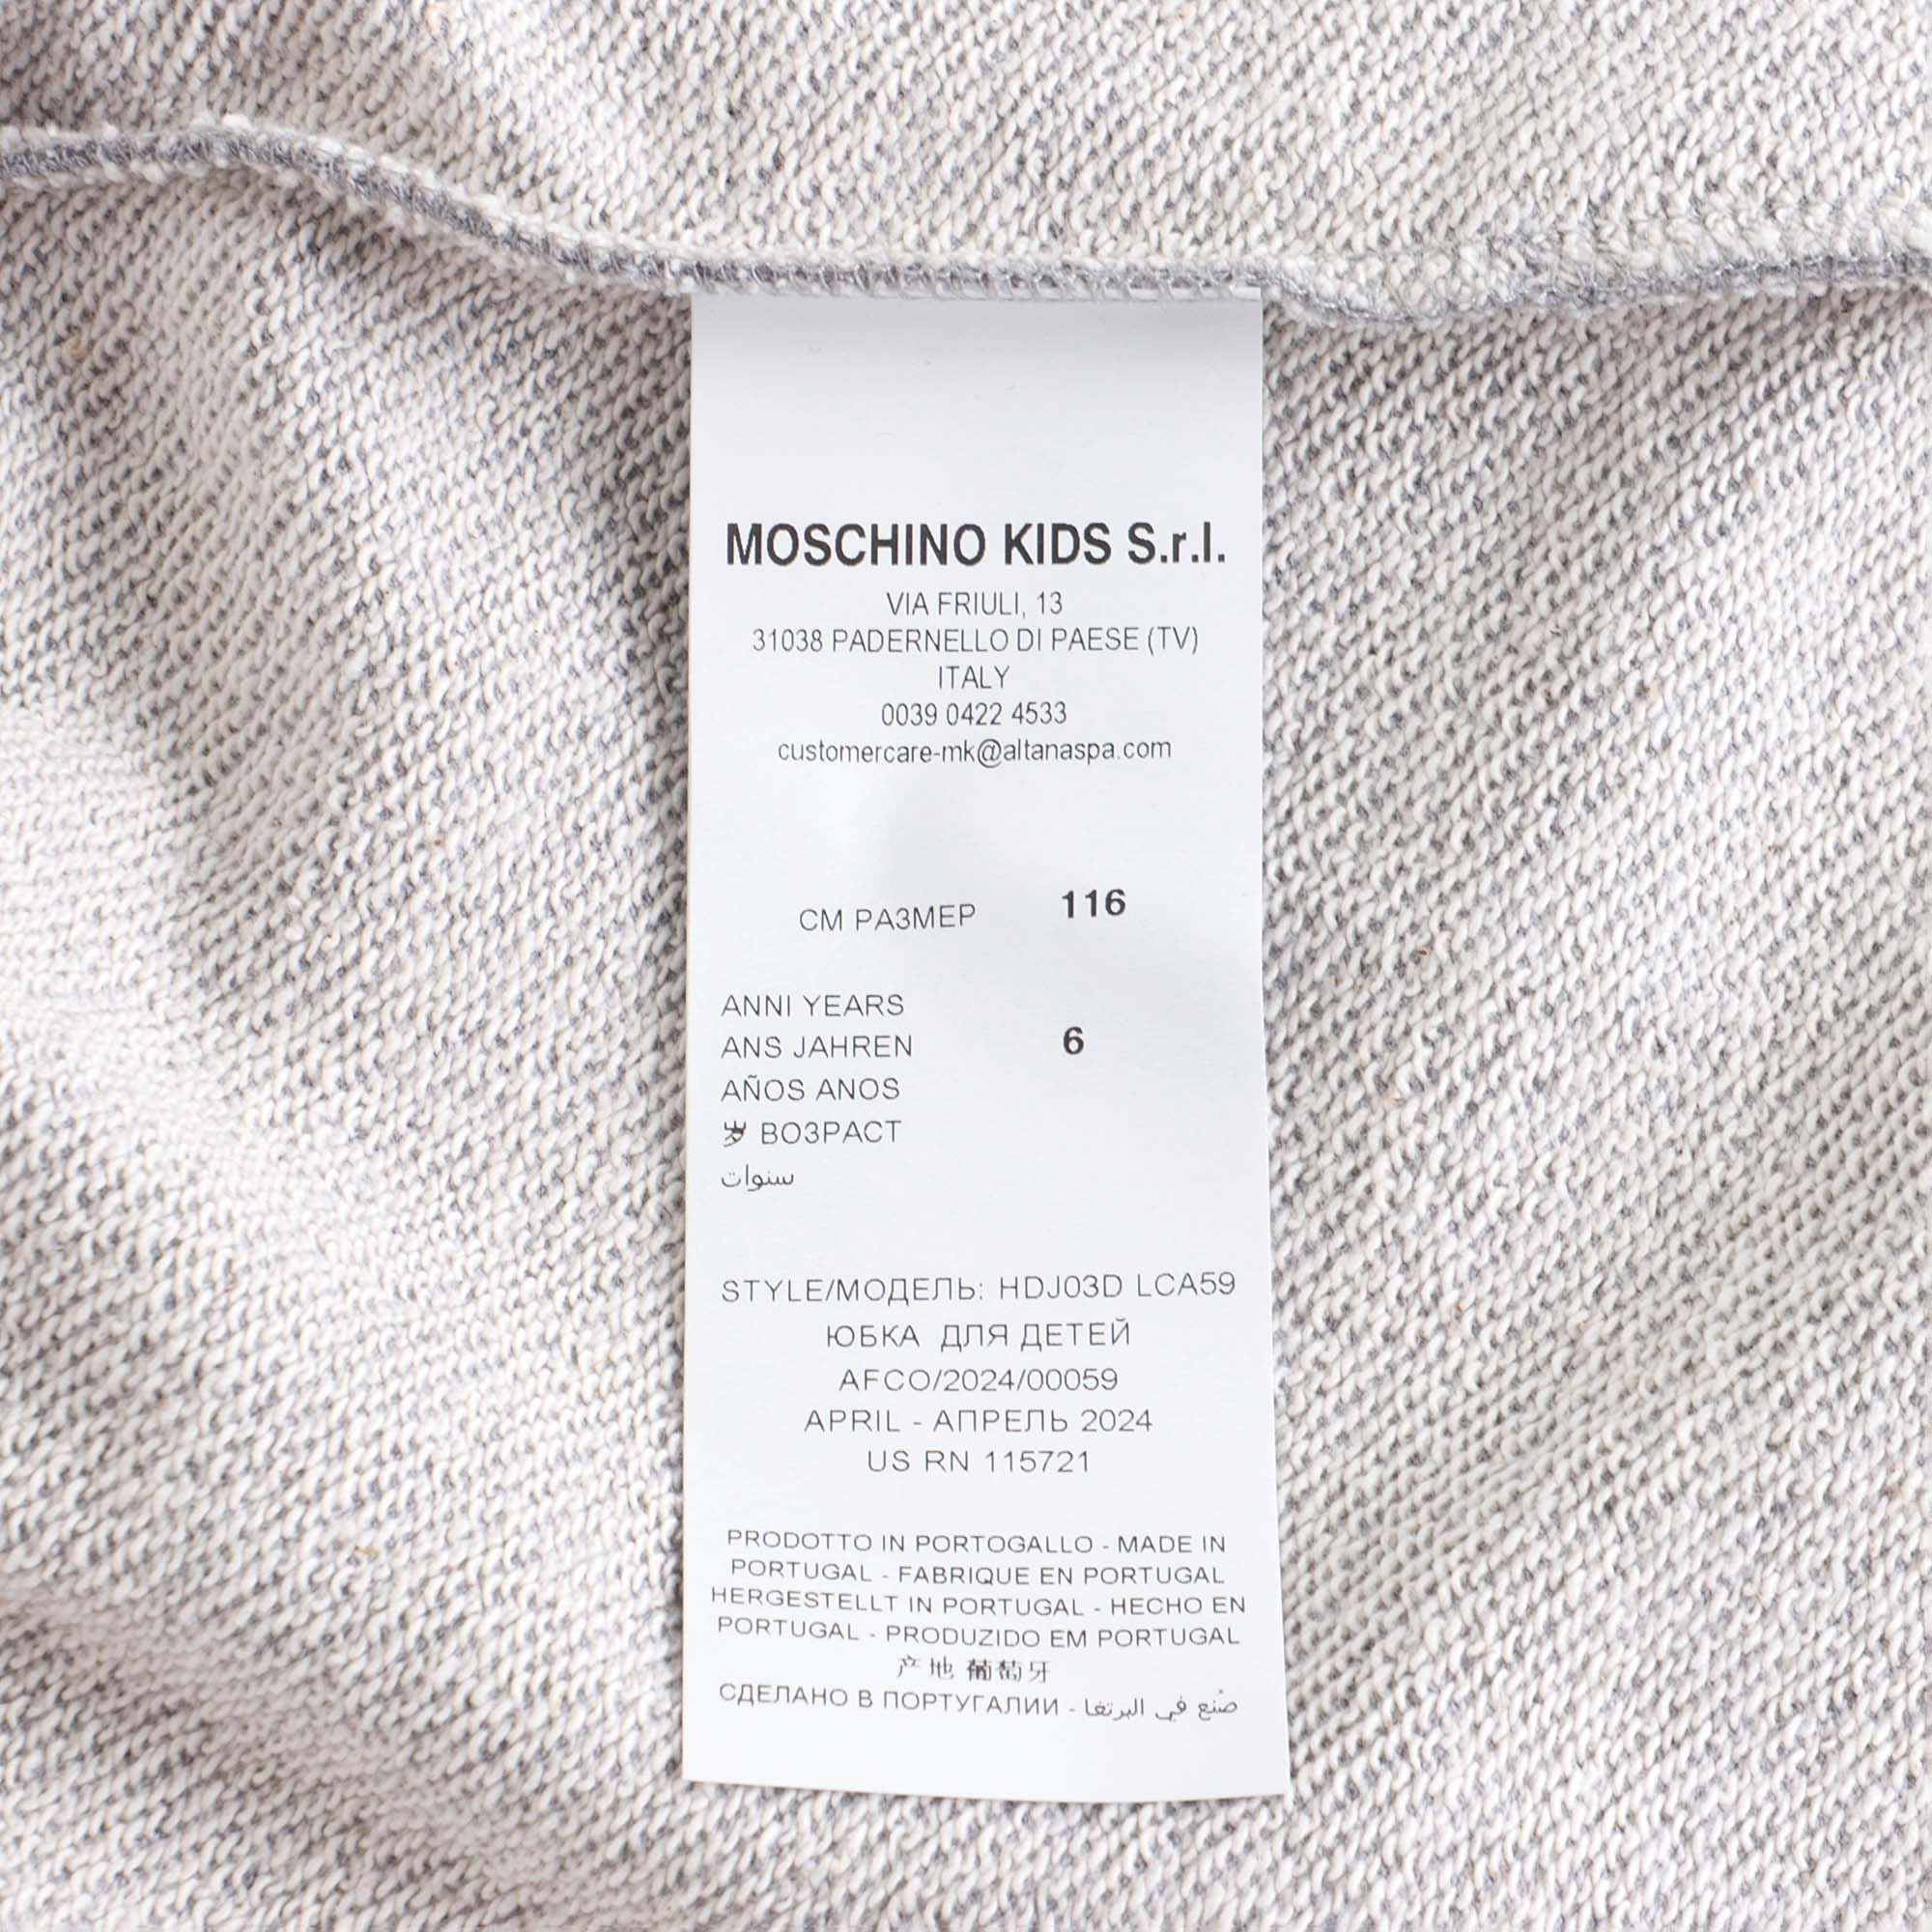 MOSCHINO KIDS S.r.l.
VIA FRIULI, 13
31038 PADERNELLO DI PAESE (TV)
ITALY
0039 0422 4533
customercare-mk@altanaspa.com
СМ РАЗМЕР 116
ANNI YEARS
ANS JAHREN 6
AÑOS ANOS
岁 ВОЗРАСТ
سنوات
STYLE/МОДЕЛЬ: HDJ03D LCA59
ЮБКА ДЛЯ ДЕТЕЙ
AFCO/2024/00059
APRIL - АПРЕЛЬ 2024
US RN 115721
PRODOTTO IN PORTOGALLO - MADE IN
PORTUGAL - FABRIQUE EN PORTUGAL
HERGESTELLT IN PORTUGAL - HECHO EN
PORTUGAL - PRODUZIDO EM PORTUGAL
产地 葡萄牙
СДЕЛАНО В ПОРТУГАЛИИ - صُنع في البرتغا